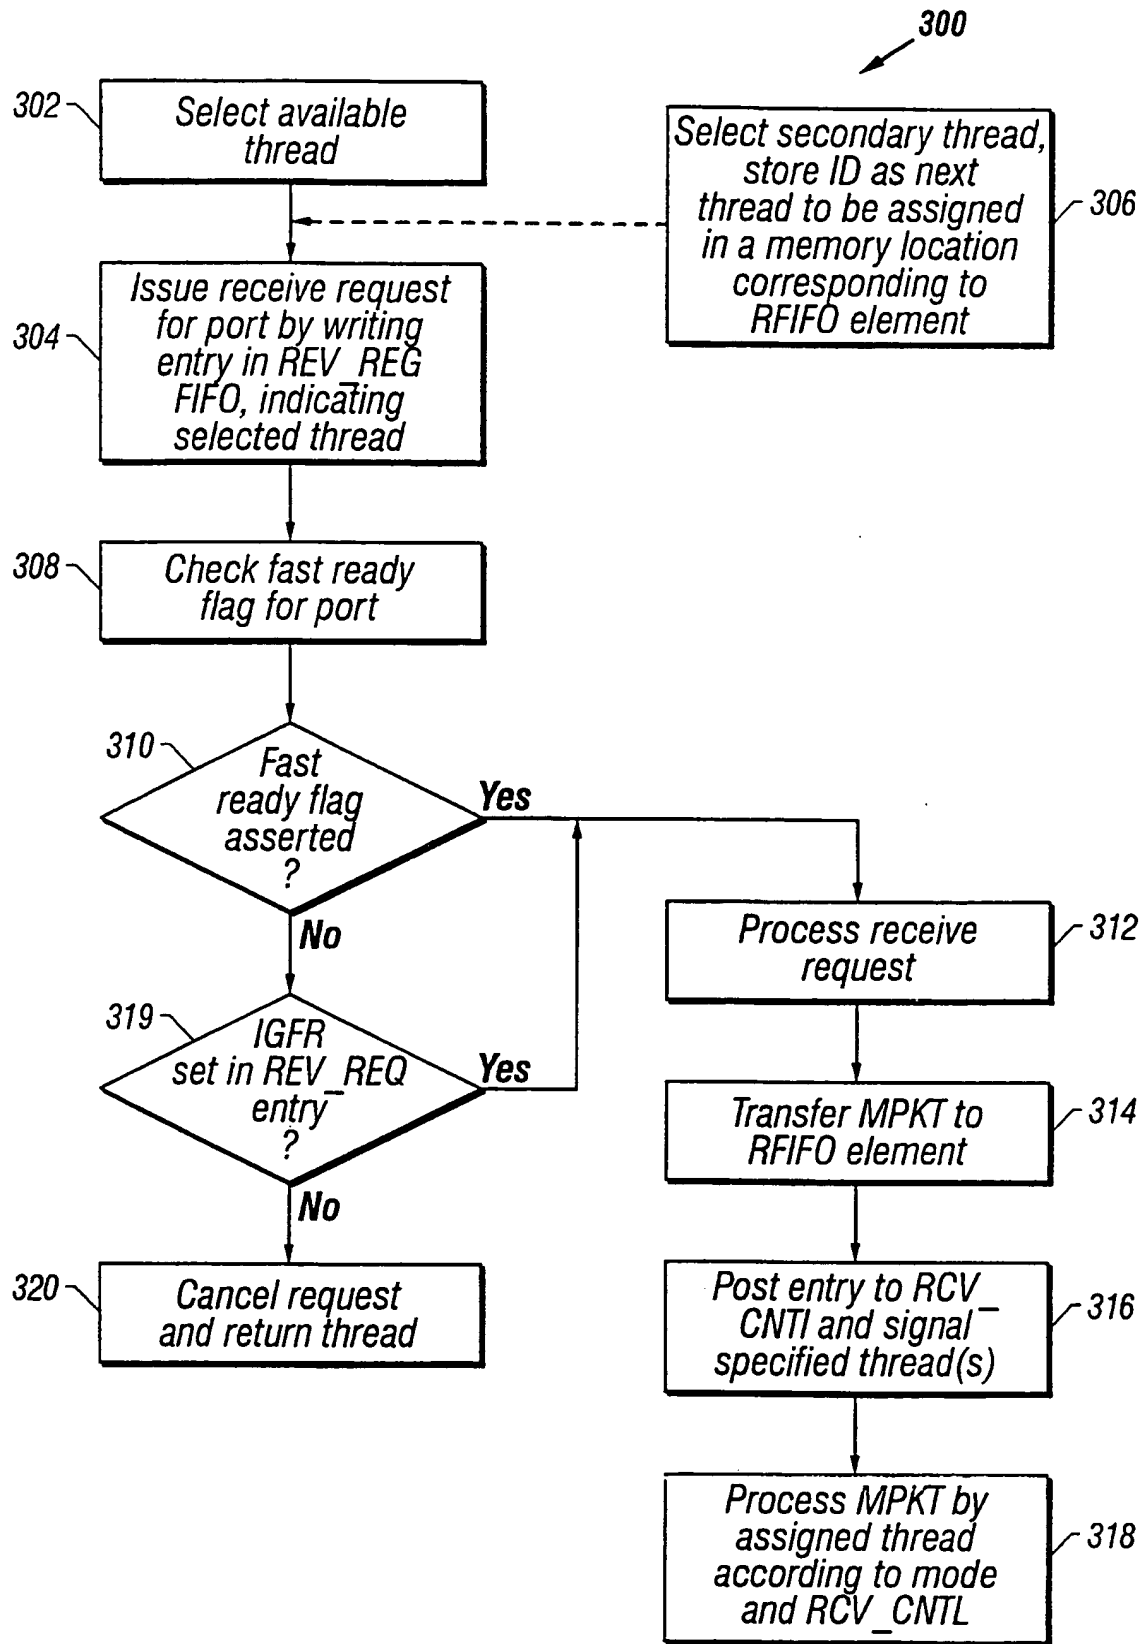 300
302
Select available
thread
Select secondary thread,
store ID as next
thread to be assigned
in a memory location
corresponding to
RFIFO element
306
304
Issue receive request
for port by writing
entry in REV_REG
FIFO, indicating
selected thread
308
Check fast ready
flag for port
310
Fast
ready flag
asserted
?
Yes
No
Process receive
request
312
319
IGFR
set in REV_REQ
entry
?
Yes
No
Transfer MPKT to
RFIFO element
314
320
Cancel request
and return thread
Post entry to RCV_
CNTI and signal
specified thread(s)
316
Process MPKT by
assigned thread
according to mode
and RCV_CNTL
318